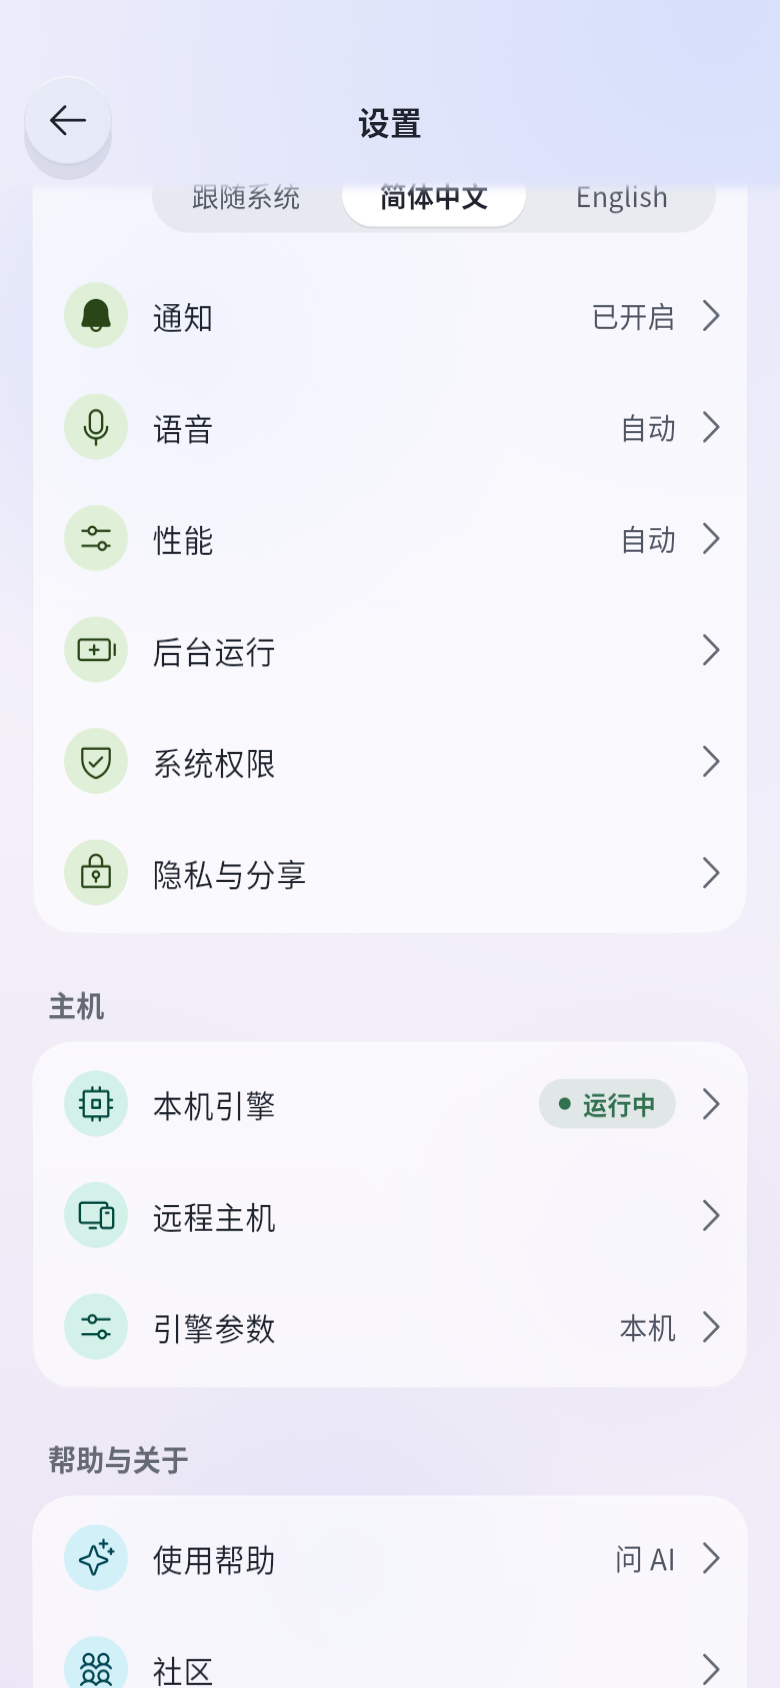 设置
跟随系统 简体中文 English
通知 已开启
语音 自动
性能 自动
后台运行
系统权限
隐私与分享
主机
本机引擎 运行中
远程主机
引擎参数 本机
帮助与关于
使用帮助 问 AI
社区